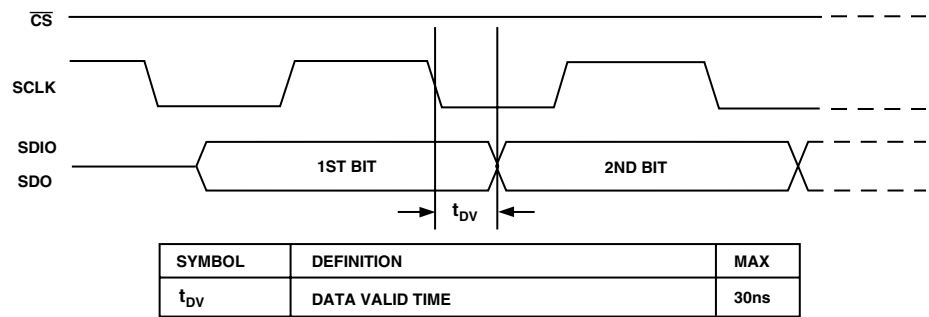 CS
SCLK
SDIO
SDO
1ST BIT
2ND BIT
tDV
SYMBOL DEFINITION MAX
tDV DATA VALID TIME 30ns